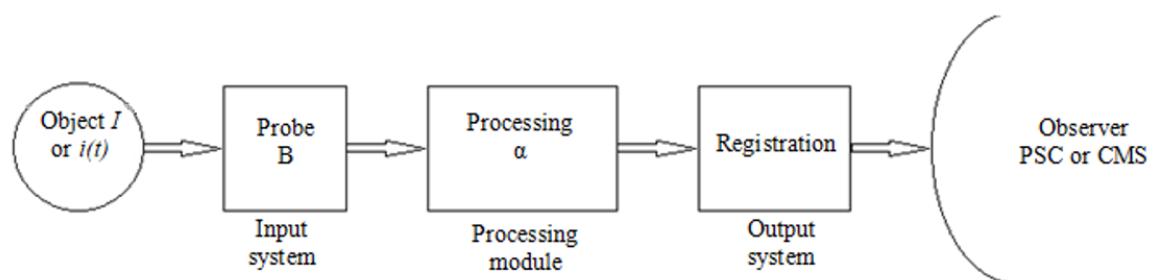 Object I
or i(t)
Probe
B
Input
system
Processing
α
Processing
module
Registration
Output
system
Observer
PSC or CMS